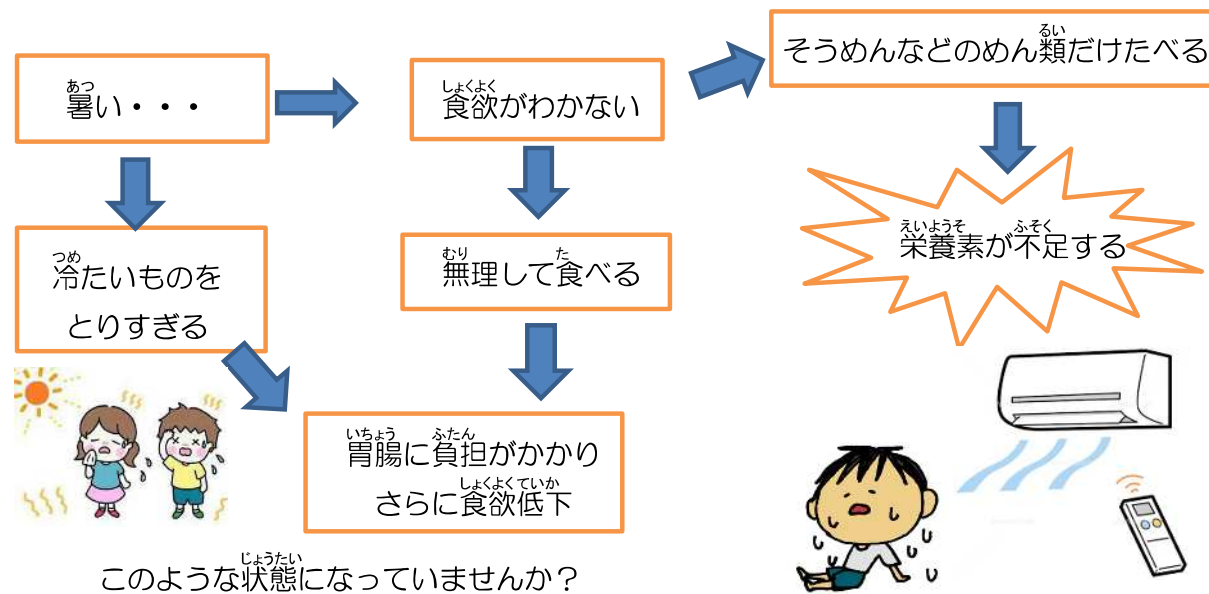 暑い・・・
食欲がわかない
そうめんなどのめん類だけたべる
冷たいものを
とりすぎる
無理して食べる
栄養素が不足する
胃腸に負担がかかり
さらに食欲低下
このような状態になっていませんか？